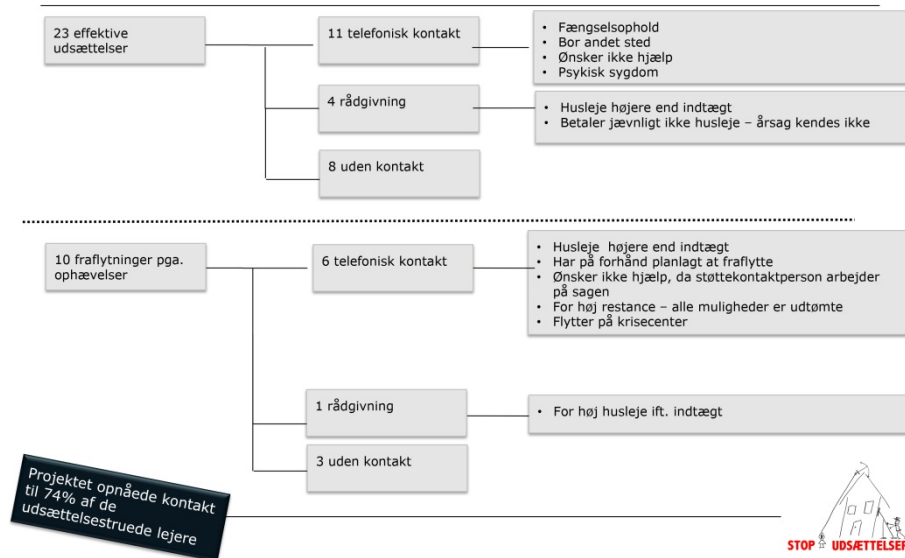 23 effektive
udsættelser
11 telefonisk kontakt
• Fængselsophold
• Bor andet sted
• Ønsker ikke hjælp
• Psykisk sygdom
4 rådgivning
• Husleje højere end indtægt
• Betaler jævnligt ikke husleje – årsag kendes ikke
8 uden kontakt
10 fraflytninger pga.
ophævelser
6 telefonisk kontakt
• Husleje højere end indtægt
• Har på forhånd planlagt at fraflytte
• Ønsker ikke hjælp, da støttekontaktperson arbejder
på sagen
• For høj restance – alle muligheder er udtømte
• Flytter på krisecenter
1 rådgivning
• For høj husleje ift. indtægt
3 uden kontakt
Projektet opnåede kontakt
til 74% af de
udsættelsestruede lejere
STOP UDSÆTTELSER